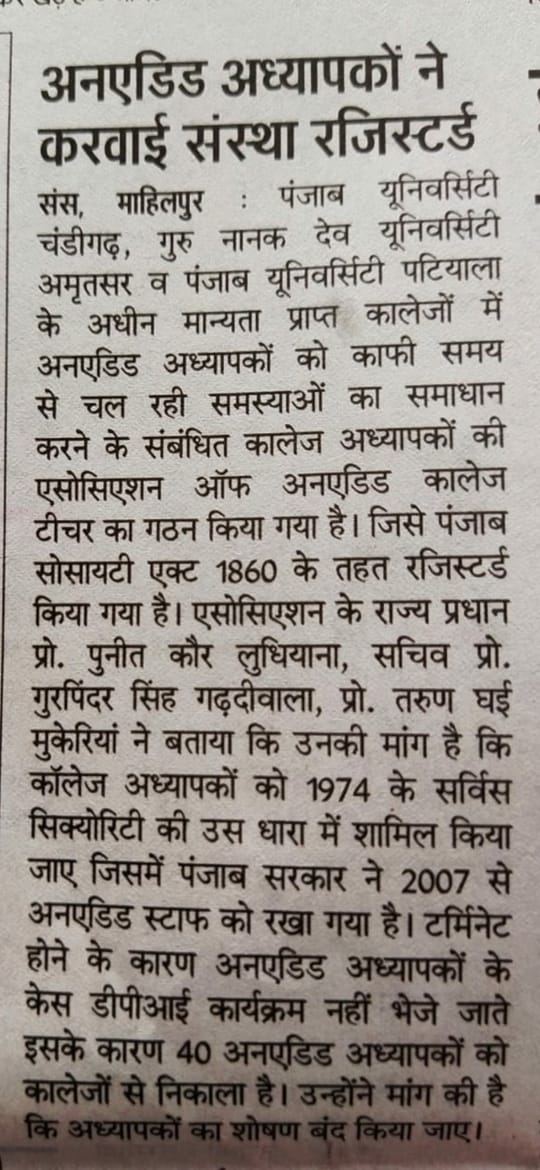 अनएडिड अध्यापकों ने
करवाई संस्था रजिस्टर्ड
संस, माहिलपुर : पंजाब यूनिवर्सिटी
चंडीगढ़, गुरु नानक देव यूनिवर्सिटी
अमृतसर व पंजाब यूनिवर्सिटी पटियाला
के अधीन मान्यता प्राप्त कालेजों में
अनएडिड अध्यापकों को काफी समय
से चल रही समस्याओं का समाधान
करने के संबंधित कालेज अध्यापकों की
एसोसिएशन ऑफ अनएडिड कालेज
टीचर का गठन किया गया है। जिसे पंजाब
सोसायटी एक्ट 1860 के तहत रजिस्टर्ड
किया गया है। एसोसिएशन के राज्य प्रधान
प्रो. पुनीत कौर लुधियाना, सचिव प्रो.
गुरपिंदर सिंह गढ़दीवाला, प्रो. तरुण घई
मुकेरियां ने बताया कि उनकी मांग है कि
कॉलेज अध्यापकों को 1974 के सर्विस
सिक्योरिटी की उस धारा में शामिल किया
जाए जिसमें पंजाब सरकार ने 2007 से
अनएडिड स्टाफ को रखा गया है। टर्मिनेट
होने के कारण अनएडिड अध्यापकों के
केस डीपीआई कार्यक्रम नहीं भेजे जाते
इसके कारण 40 अनएडिड अध्यापकों को
कालेजों से निकाला है। उन्होंने मांग की है
कि अध्यापकों का शोषण बंद किया जाए।